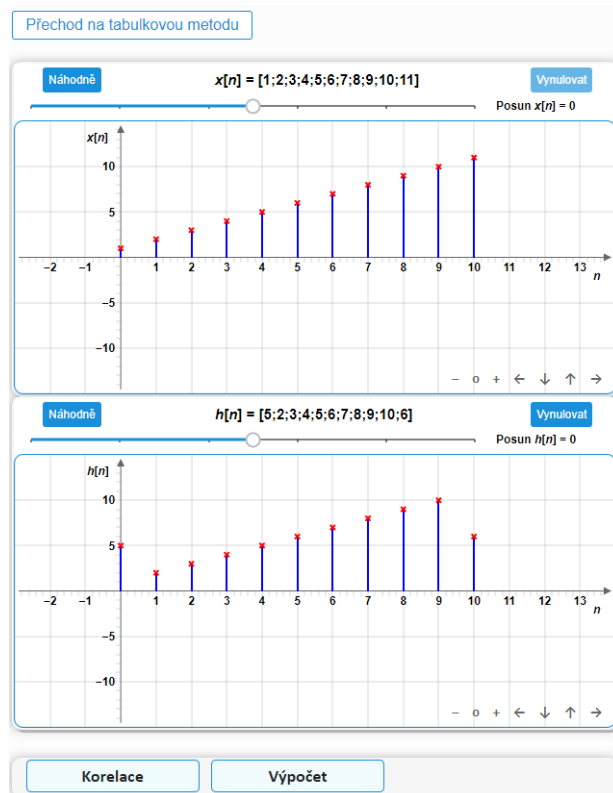 Přechod na tabulkovou metodu
Náhodně
x[n] = [1;2;3;4;5;6;7;8;9;10;11]
Vynulovat
Posun x[n] = 0
x[n]
10
5
−2 −1 1 2 3 4 5 6 7 8 9 10 11 12 13
n
−5
−10
− o + ← ↓ ↑ →
Náhodně
h[n] = [5;2;3;4;5;6;7;8;9;10;6]
Vynulovat
Posun h[n] = 0
h[n]
10
5
−2 −1 1 2 3 4 5 6 7 8 9 10 11 12 13
n
−5
−10
− o + ← ↓ ↑ →
Korelace
Výpočet